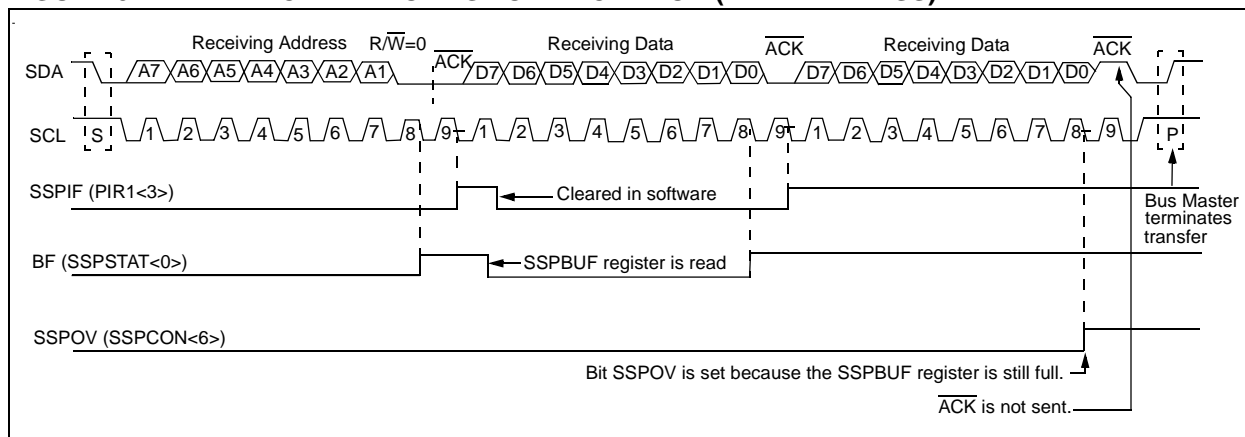 Receiving Address R/W=0 ACK Receiving Data ACK Receiving Data ACK
SDA A7 A6 A5 A4 A3 A2 A1 D7 D6 D5 D4 D3 D2 D1 D0 D7 D6 D5 D4 D3 D2 D1 D0
SCL S 1 2 3 4 5 6 7 8 9 1 2 3 4 5 6 7 8 9 1 2 3 4 5 6 7 8 9 P
SSPIF (PIR1<3>) Cleared in software
Bus Master
terminates
transfer
BF (SSPSTAT<0>) SSPBUF register is read
SSPOV (SSPCON<6>)
Bit SSPOV is set because the SSPBUF register is still full.
ACK is not sent.